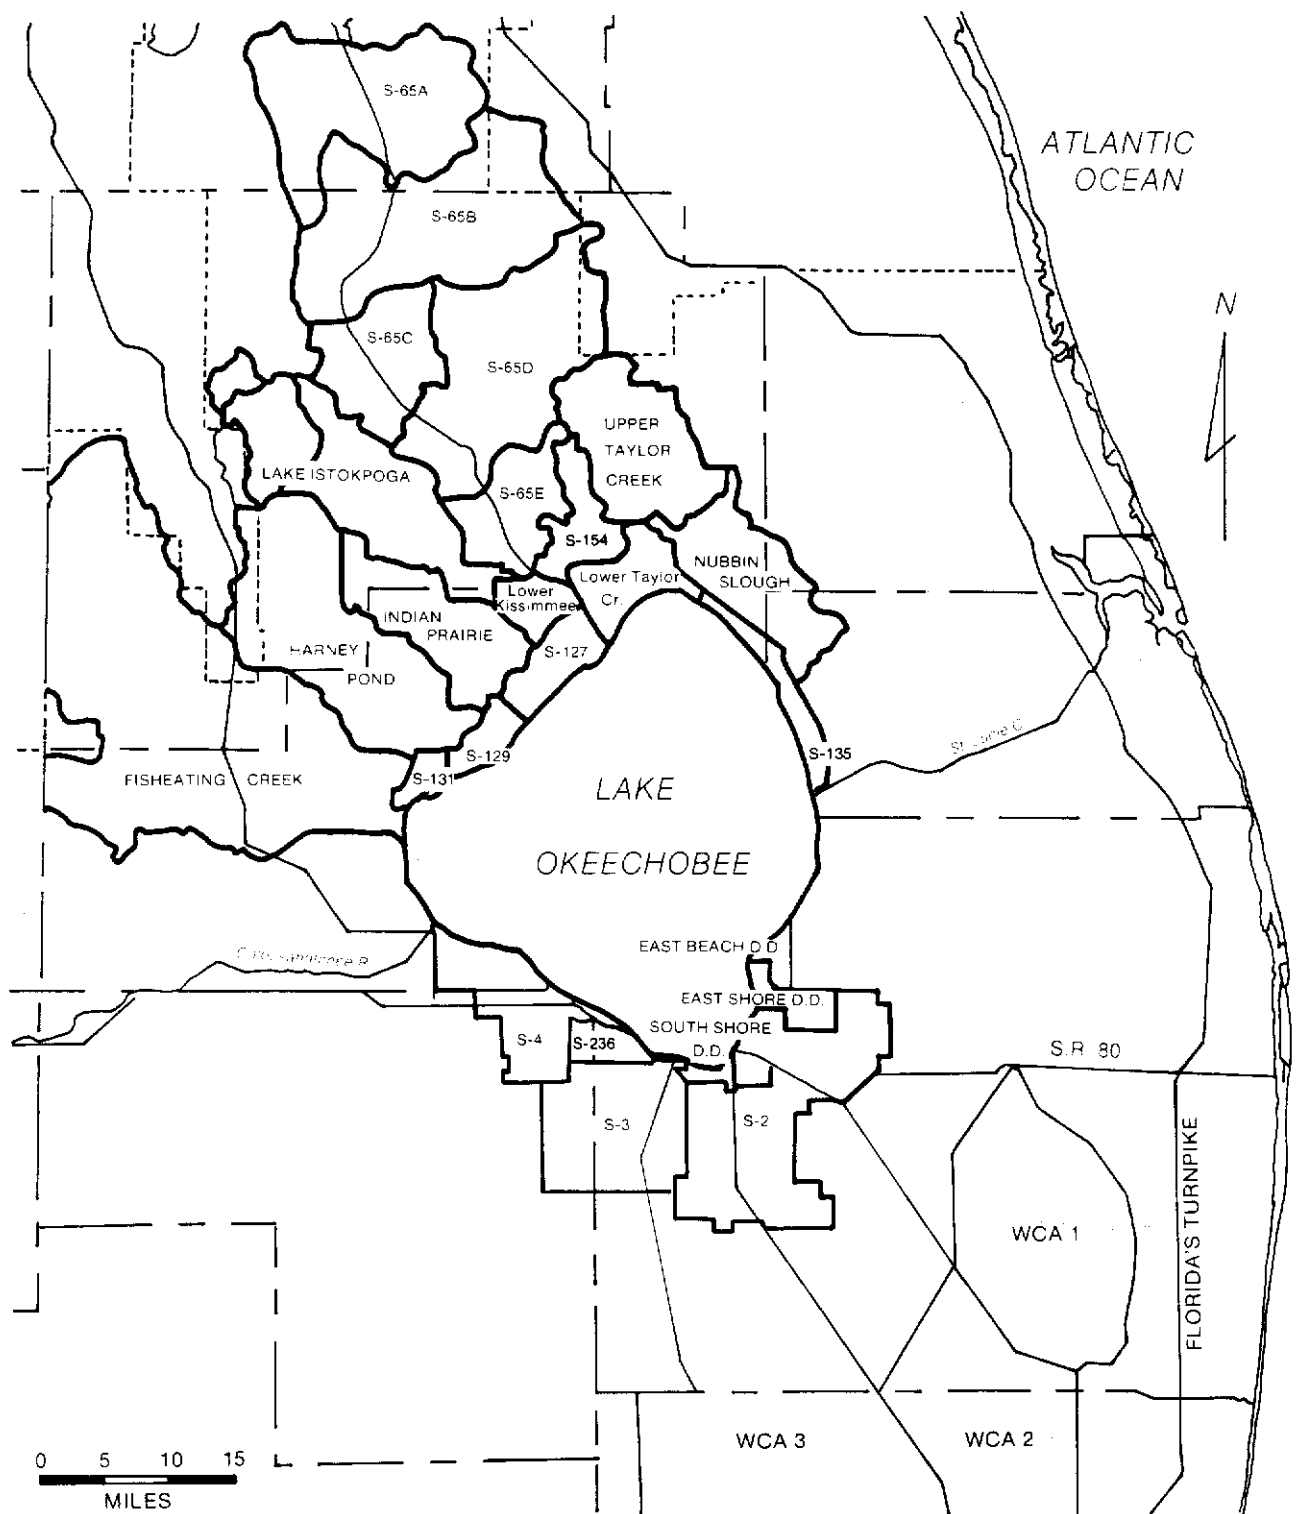 S-65A
ATLANTIC
OCEAN
S-65B
N
S-65C
S-65D
UPPER
TAYLOR
CREEK
LAKE ISTOKPOGA
S-65E
S-154
NUBBIN
SLOUGH
Lower Taylor
Cr.
Lower
Kissimmee
INDIAN
PRAIRIE
HARNEY
POND
S-127
S-129
S-131
S-135
FISHEATING CREEK
LAKE
OKEECHOBEE
EAST BEACH D.D
EAST SHORE D.D.
SOUTH SHORE
D.D.
S-4
S-236
S.R. 80
S-3
S-2
FLORIDA'S TURNPIKE
WCA 1
WCA 3
WCA 2
0 5 10 15
MILES